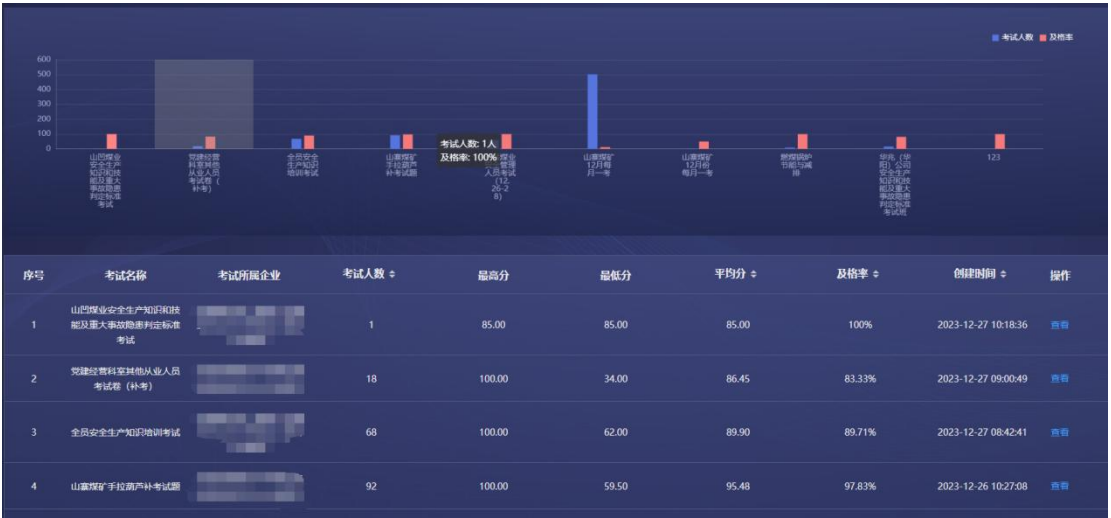 考试人数 及格率
600
500
400
300
200
100
0
考试人数: 1人
及格率: 100%
山凹煤业
安全生产
知识和技
能及重大
事故隐患
判定标准
考试
党建经营
科室其他
从业人员
考试卷（
补考）
全员安全
生产知识
培训考试
山寨煤矿
手拉葫芦
补考试题
煤业
管理
人员考试
(12.
26-2
8)
山寨煤矿
12月每
月一考
山寨煤矿
12月份
每月一考
燃煤锅炉
节能与减
排
华亮（华
阳）公司
安全生产
知识和技
能及重大
事故隐患
判定标准
考试班
123
序号 考试名称 考试所属企业 考试人数 最高分 最低分 平均分 及格率 创建时间 操作
1 山凹煤业安全生产知识和技
能及重大事故隐患判定标准
考试 1 85.00 85.00 85.00 100% 2023-12-27 10:18:36 查看
2 党建经营科室其他从业人员
考试卷（补考） 18 100.00 34.00 86.45 83.33% 2023-12-27 09:00:49 查看
3 全员安全生产知识培训考试 68 100.00 62.00 89.90 89.71% 2023-12-27 08:42:41 查看
4 山寨煤矿手拉葫芦补考试题 92 100.00 59.50 95.48 97.83% 2023-12-26 10:27:08 查看